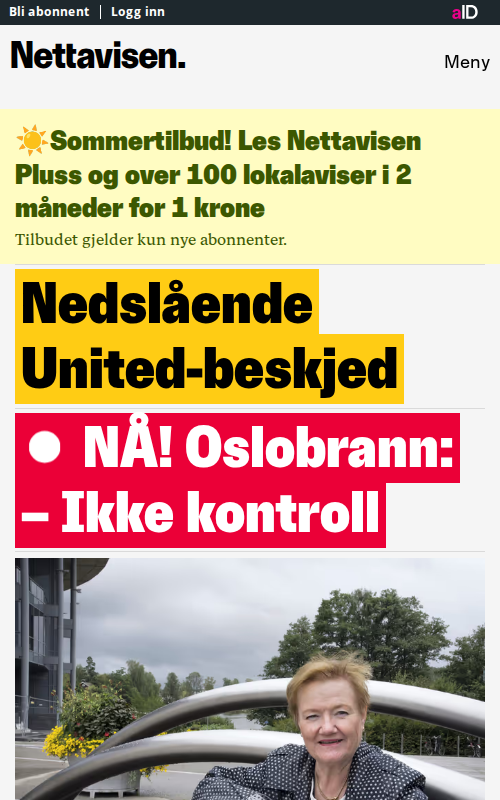 Bli abonnent
Logg inn
aID
Nettavisen.
Meny
☀️Sommertilbud! Les Nettavisen
Pluss og over 100 lokalaviser i 2
måneder for 1 krone
Tilbudet gjelder kun nye abonnenter.
Nedslående
United-beskjed
NÅ! Oslobrann:
– Ikke kontroll